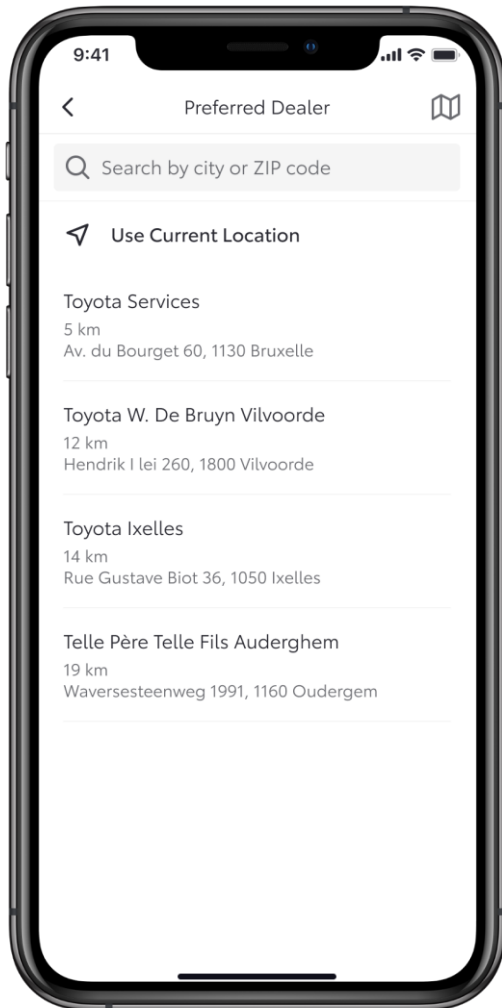 9:41
Preferred Dealer
Search by city or ZIP code
Use Current Location
Toyota Services
5 km
Av. du Bourget 60, 1130 Bruxelle
Toyota W. De Bruyn Vilvoorde
12 km
Hendrik I lei 260, 1800 Vilvoorde
Toyota Ixelles
14 km
Rue Gustave Biot 36, 1050 Ixelles
Telle Père Telle Fils Auderghem
19 km
Waversesteenweg 1991, 1160 Oudergem